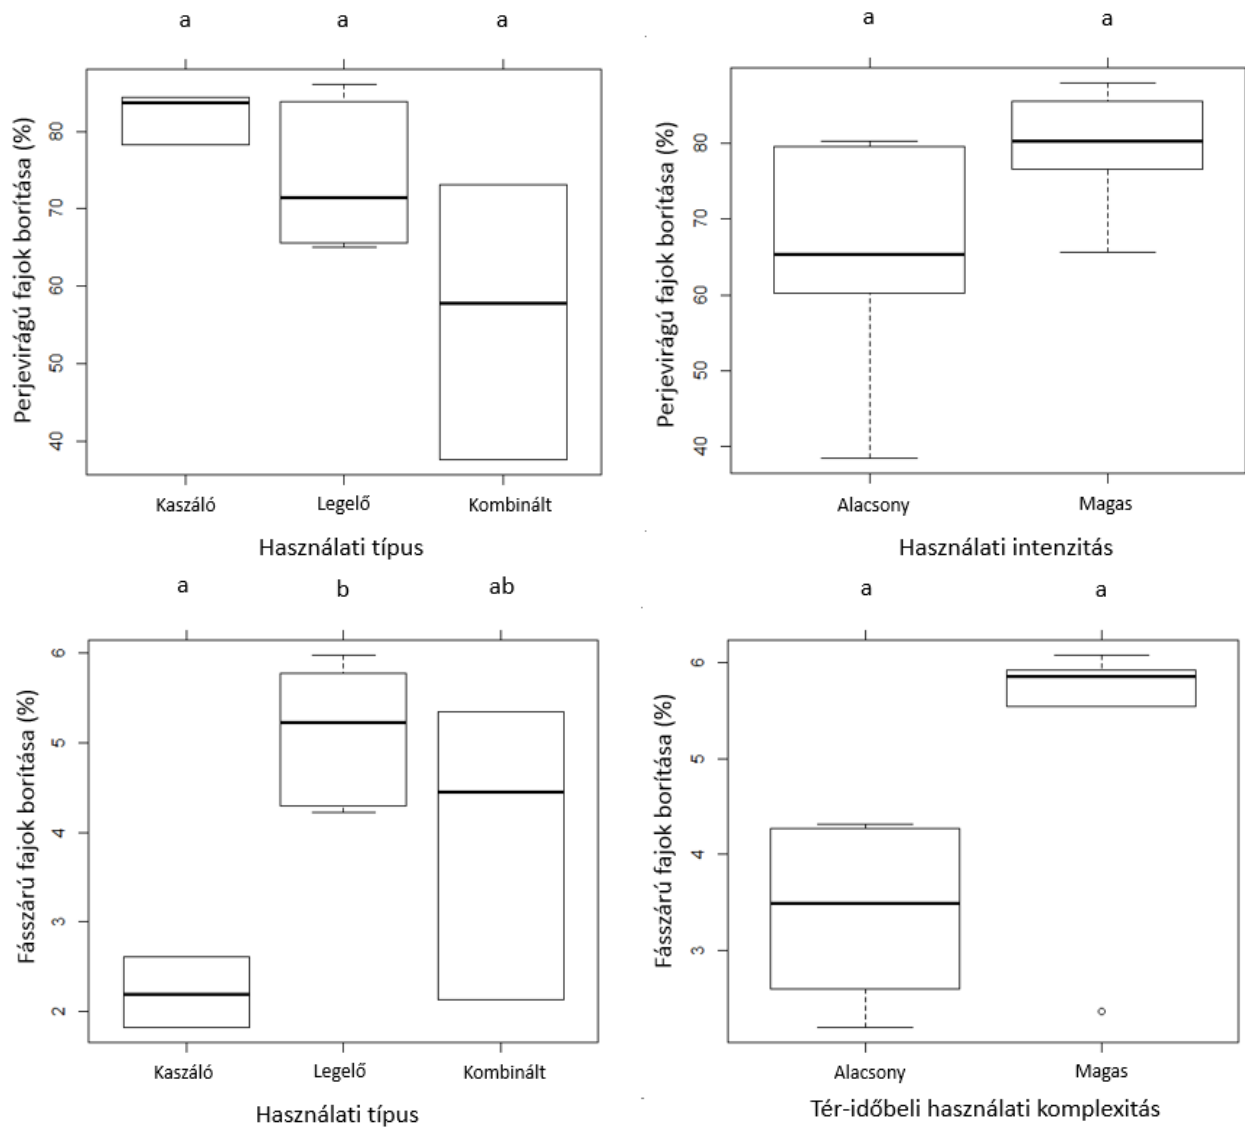 a a a
Perjevirágú fajok borítása (%)
80
70
60
50
40
Kaszáló Legelő Kombinált
Használati típus
a a
Perjevirágú fajok borítása (%)
80
70
60
50
40
Alacsony Magas
Használati intenzitás
a b ab
Fásszárú fajok borítása (%)
6
5
4
3
2
Kaszáló Legelő Kombinált
Használati típus
a a
Fásszárú fajok borítása (%)
6
5
4
3
Alacsony Magas
Tér-időbeli használati komplexitás